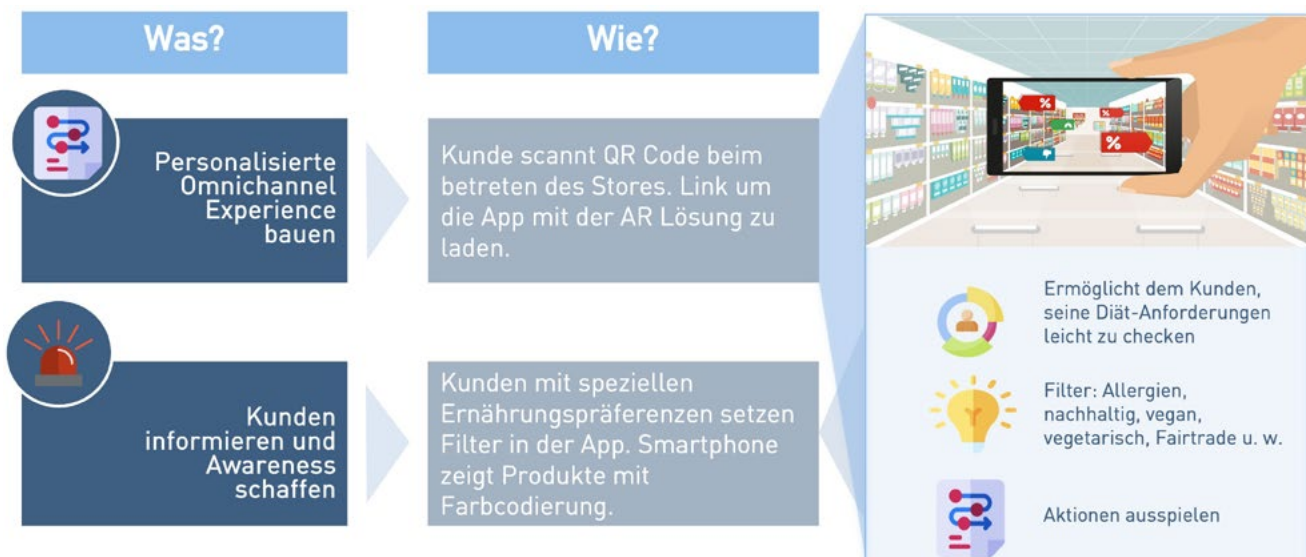 Was?
Wie?
Personalisierte
Omnichannel
Experience
bauen
Kunde scannt QR Code beim
betreten des Stores. Link um
die App mit der AR Lösung zu
laden.
%
%
%
Kunden
informieren und
Awareness
schaffen
Kunden mit speziellen
Ernährungspräferenzen setzen
Filter in der App. Smartphone
zeigt Produkte mit
Farbcodierung.
Ermöglicht dem Kunden,
seine Diät-Anforderungen
leicht zu checken
Filter: Allergien,
nachhaltig, vegan,
vegetarisch, Fairtrade u. w.
Aktionen ausspielen